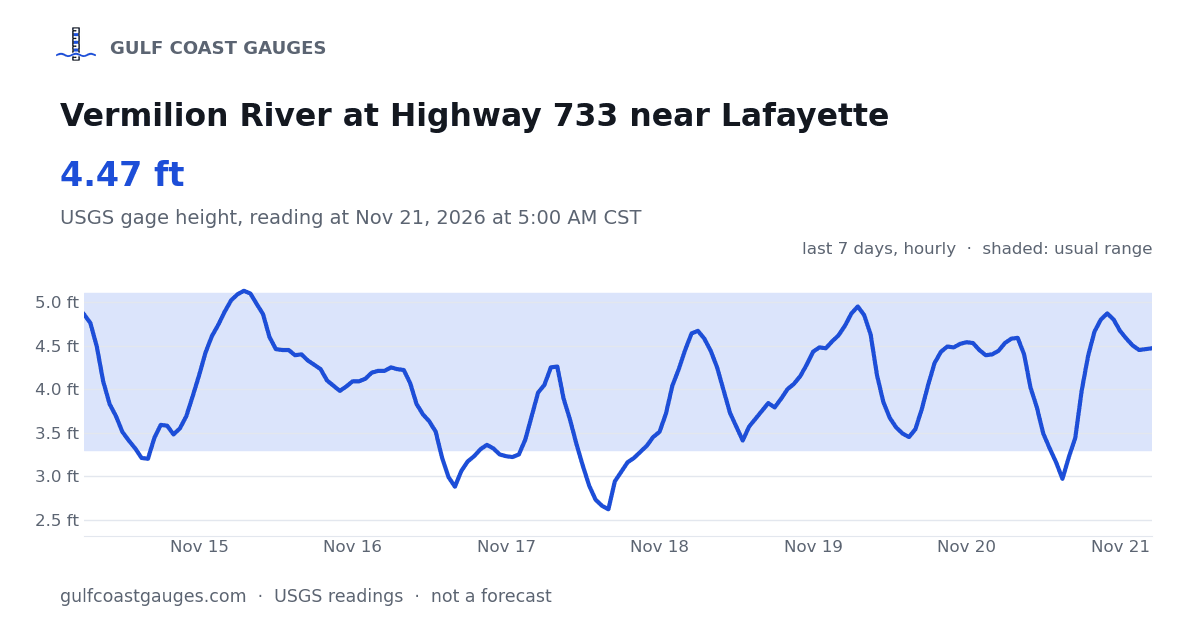 GULF COAST GAUGES
Vermilion River at Highway 733 near Lafayette
4.47 ft
USGS gage height, reading at Nov 21, 2026 at 5:00 AM CST
last 7 days, hourly · shaded: usual range
5.0 ft
4.5 ft
4.0 ft
3.5 ft
3.0 ft
2.5 ft
Nov 15 Nov 16 Nov 17 Nov 18 Nov 19 Nov 20 Nov 21
gulfcoastgauges.com · USGS readings · not a forecast